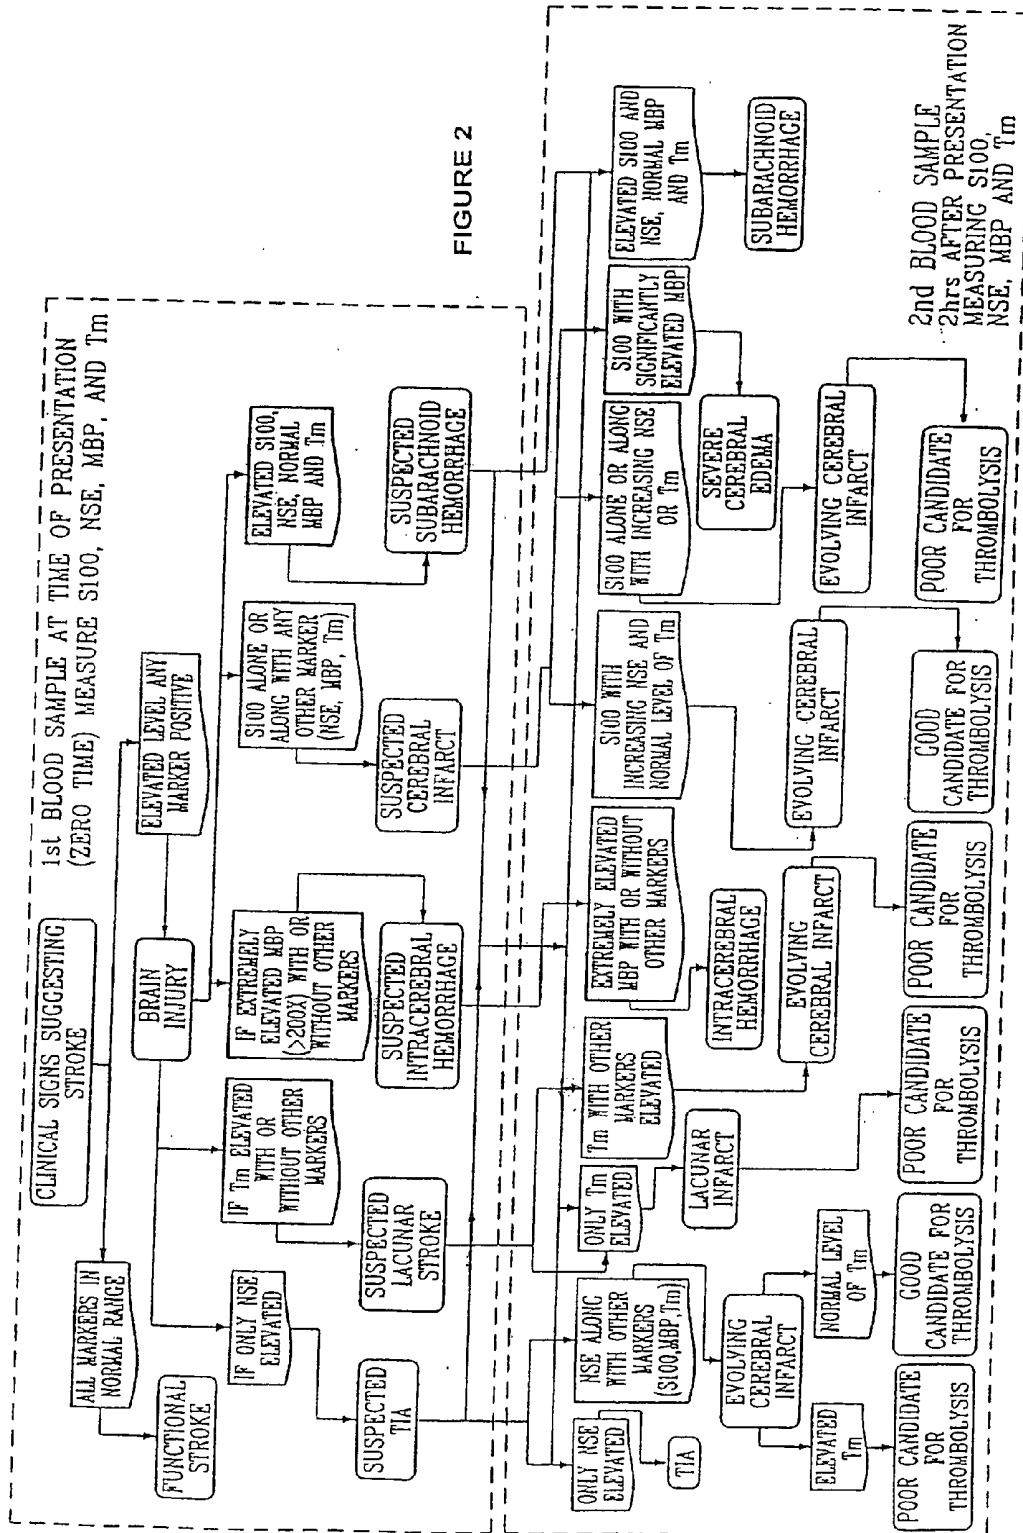 1st BLOOD SAMPLE AT TIME OF PRESENTATION
(ZERO TIME) MEASURE S100, NSE, MBP, AND Tm
CLINICAL SIGNS SUGGESTING
STROKE
ALL MARKERS IN
NORMAL RANGE
ELEVATED LEVEL ANY
MARKER POSITIVE
FUNCTIONAL
STROKE
BRAIN
INJURY
IF ONLY NSE
ELEVATED
IF Tm ELEVATED
WITH OR
WITHOUT OTHER
MARKERS
IF EXTREMELY
ELEVATED MBP
(>200X) WITH OR
WITHOUT OTHER
MARKERS
S100 ALONE OR
ALONG WITH ANY
OTHER MARKER
(NSE, MBP, Tm)
ELEVATED S100,
NSE, NORMAL
MBP AND Tm
SUSPECTED
TIA
SUSPECTED
LACUNAR
STROKE
SUSPECTED
INTRACEREBRAL
HEMORRHAGE
SUSPECTED
CEREBRAL
INFARCT
SUSPECTED
SUBARACHNOID
HEMORRHAGE
FIGURE 2
ONLY NSE
ELEVATED
NSE ALONG
WITH OTHER
MARKERS
(S100,MBP,Tm)
ONLY Tm
ELEVATED
Tm WITH OTHER
MARKERS
ELEVATED
EXTREMELY ELEVATED
MBP WITH OR WITHOUT
OTHER MARKERS
S100 WITH
INCREASING NSE AND
NORMAL LEVEL OF Tm
S100 ALONE OR ALONG
WITH INCREASING NSE
OR Tm
S100 WITH
SIGNIFICANTLY
ELEVATED MBP
ELEVATED S100 AND
NSE, NORMAL MBP
AND Tm
TIA
EVOLVING
CEREBRAL
INFARCT
LACUNAR
INFARCT
INTRACEREBRAL
HEMORRHAGE
SEVERE
CEREBRAL
EDEMA
SUBARACHNOID
HEMORRHAGE
ELEVATED
Tm
NORMAL LEVEL
OF Tm
EVOLVING
CEREBRAL INFARCT
EVOLVING CEREBRAL
INFARCT
EVOLVING CEREBRAL
INFARCT
POOR CANDIDATE
FOR
THROMBOLYSIS
GOOD
CANDIDATE FOR
THROMBOLYSIS
POOR CANDIDATE
FOR
THROMBOLYSIS
POOR CANDIDATE
FOR
THROMBOLYSIS
GOOD
CANDIDATE FOR
THROMBOLYSIS
POOR CANDIDATE
FOR
THROMBOLYSIS
2nd BLOOD SAMPLE
2hrs AFTER PRESENTATION
MEASURING S100,
NSE, MBP AND Tm